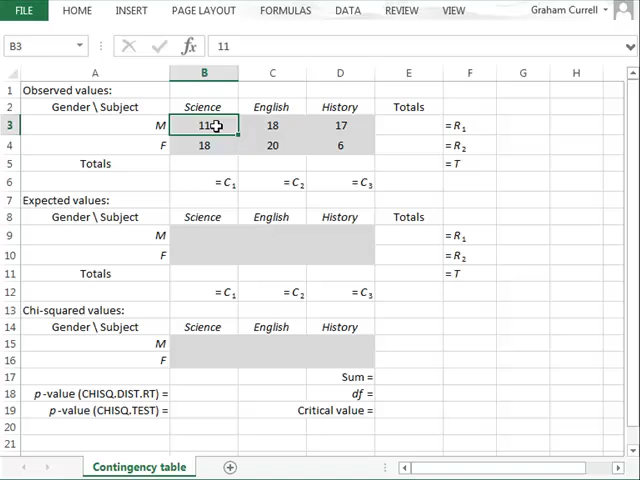 FILE HOME INSERT PAGE LAYOUT FORMULAS DATA REVIEW VIEW Graham Currell
B3 fx 11
A B C D E F G H
1 Observed values:
2 Gender \ Subject Science English History Totals
3 M 11 18 17 = R1
4 F 18 20 6 = R2
5 Totals = T
6 = C1 = C2 = C3
7 Expected values:
8 Gender \ Subject Science English History Totals
9 M = R1
10 F = R2
11 Totals = T
12 = C1 = C2 = C3
13 Chi-squared values:
14 Gender \ Subject Science English History
15 M
16 F
17 Sum =
18 p-value (CHISQ.DIST.RT) = df =
19 p-value (CHISQ.TEST) = Critical value =
20
21
Contingency table